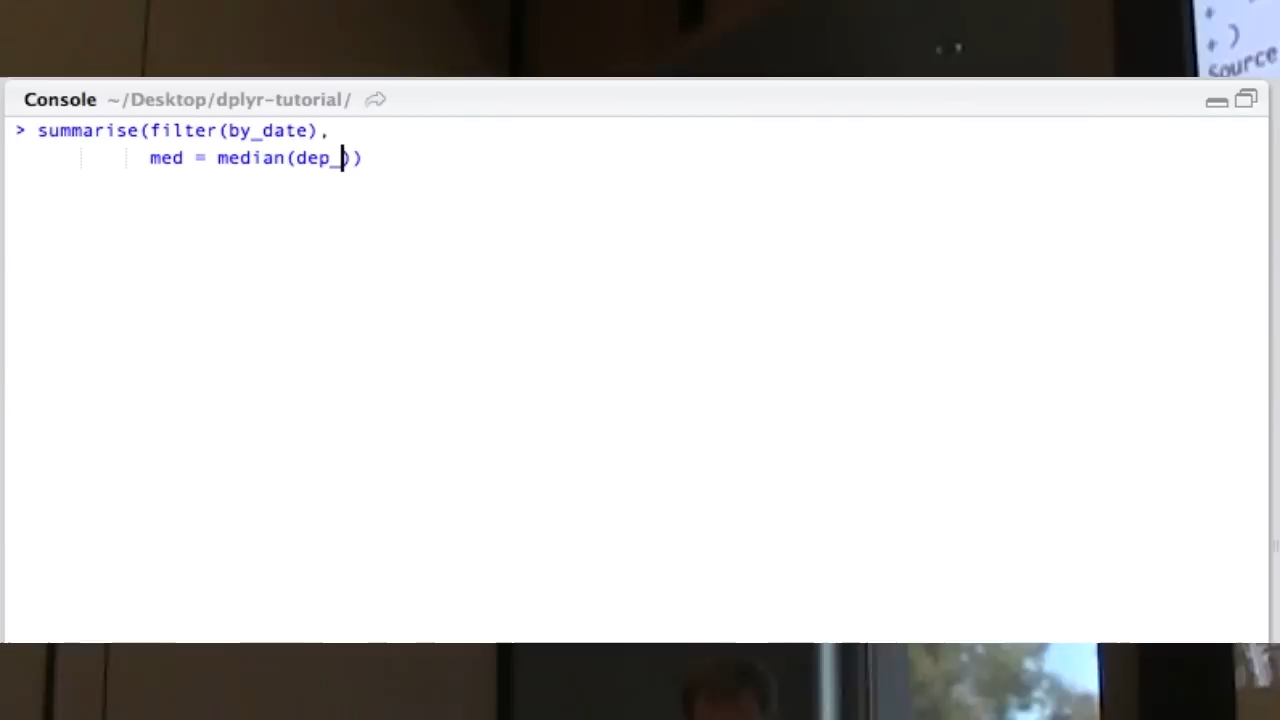 +
+ )
Source
Console ~/Desktop/dplyr-tutorial/
> summarise(filter(by_date),
med = median(dep_))